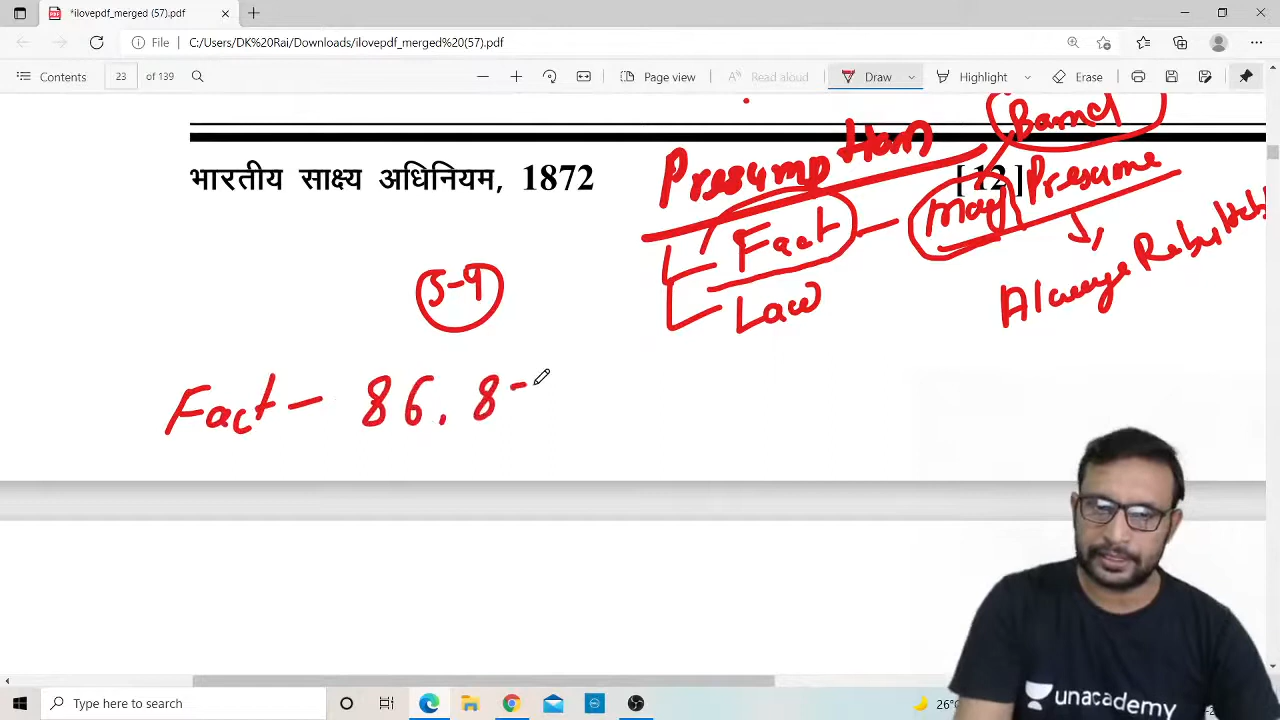 *ilovepdf_merged (57).pdf
File C:/Users/DK%20Rai/Downloads/ilovepdf_merged%20(57).pdf
Contents 23 of 139 Page view Read aloud Draw Highlight Erase
Barnd
Presumption
भारतीय साक्ष्य अधिनियम, 1872
[12]
May Presume
Fact —
Law
Always
5-9
Fact — 86. 8
unacademy
Type here to search
26°